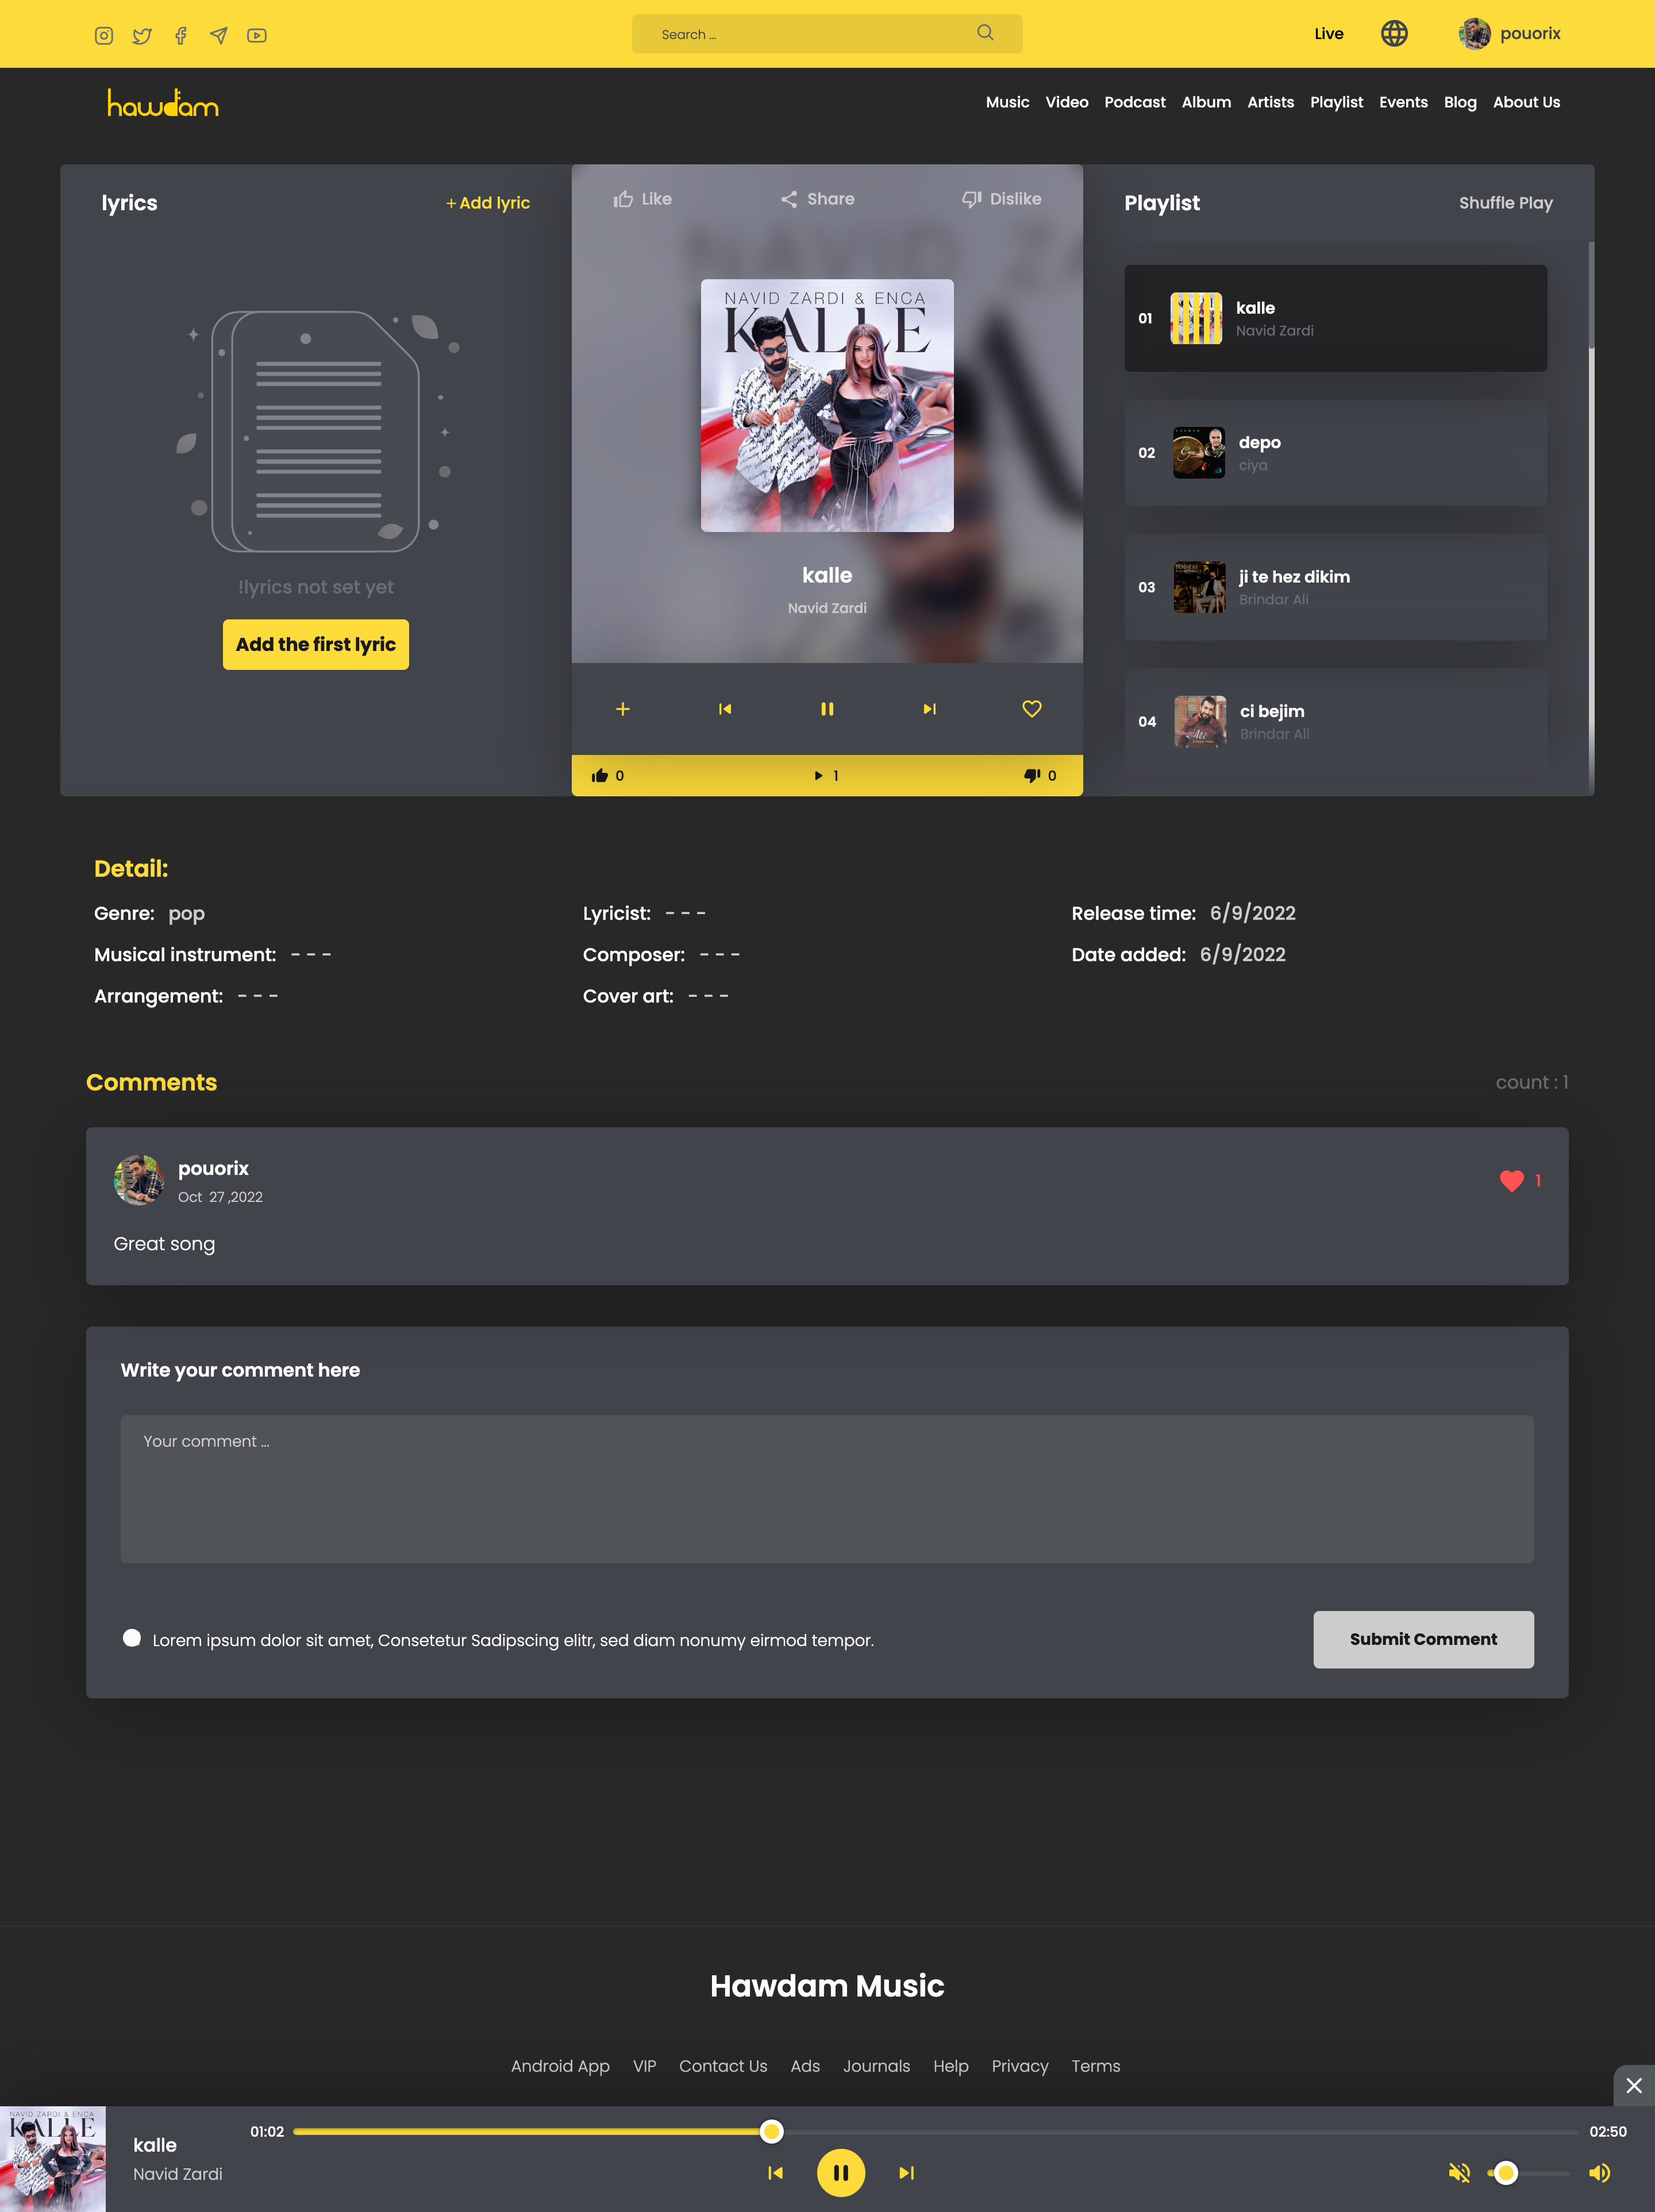 Search ...
Live
pouorix
hawdam
Music Video Podcast Album Artists Playlist Events Blog About Us
lyrics
+Add lyric
!lyrics not set yet
Add the first lyric
Like
Share
Dislike
NAVID ZARDI & ENCA
KALLE
kalle
Navid Zardi
0
1
0
Playlist
Shuffle Play
01
kalle
Navid Zardi
02
depo
ciya
03
ji te hez dikim
Brindar Ali
04
ci bejim
Brindar Ali
Detail:
Genre: pop
Lyricist: - - -
Release time: 6/9/2022
Musical instrument: - - -
Composer: - - -
Date added: 6/9/2022
Arrangement: - - -
Cover art: - - -
Comments
count : 1
pouorix
Oct 27 ,2022
1
Great song
Write your comment here
Your comment ...
Lorem ipsum dolor sit amet, Consetetur Sadipscing elitr, sed diam nonumy eirmod tempor.
Submit Comment
Hawdam Music
Android App VIP Contact Us Ads Journals Help Privacy Terms
NAVID ZARDI & ENCA
KALLE
kalle
Navid Zardi
01:02
02:50